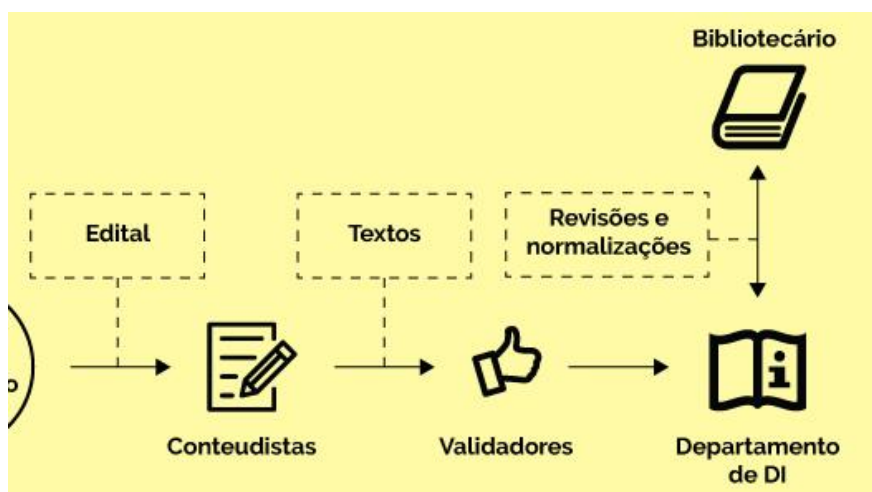 Bibliotecário
Edital
Textos
Revisões e
normalizações
Conteudistas
Validadores
Departamento
de DI